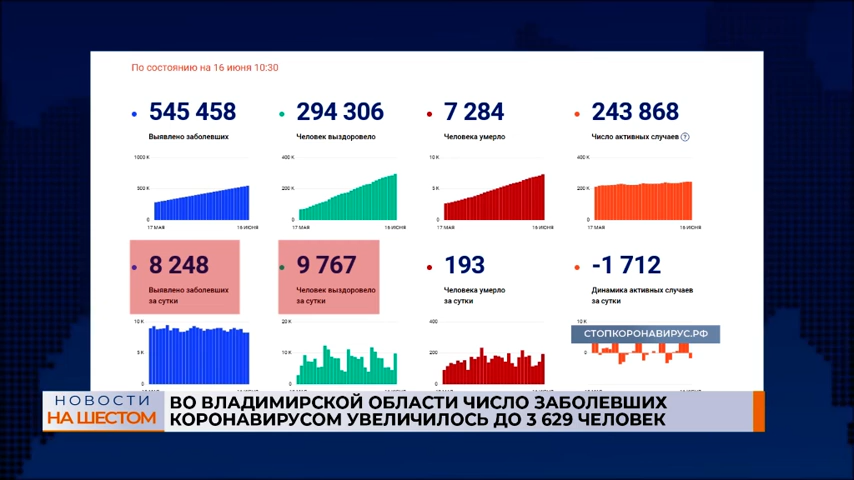 По состоянию на 16 июня 10:30
545 458
294 306
7 284
243 868
Выявлено заболевших
Человек выздоровело
Человека умерло
Число активных случаев ?
1000 К
400 К
10 К
400 К
500 К
200 К
5 К
200 К
0
0
0
0
17 МАЯ
16 ИЮНЯ
17 МАЯ
16 ИЮНЯ
17 МАЯ
16 ИЮНЯ
17 МАЯ
16 ИЮНЯ
8 248
9 767
193
-1 712
Выявлено заболевших
за сутки
Человек выздоровело
за сутки
Человека умерло
за сутки
Динамика активных случаев
за сутки
10 К
20 К
400
10 К
5 К
10 К
200
0
0
0
0
СТОПКОРОНАВИРУС.РФ
НОВОСТИ
НА ШЕСТОМ
ВО ВЛАДИМИРСКОЙ ОБЛАСТИ ЧИСЛО ЗАБОЛЕВШИХ
КОРОНАВИРУСОМ УВЕЛИЧИЛОСЬ ДО 3 629 ЧЕЛОВЕК